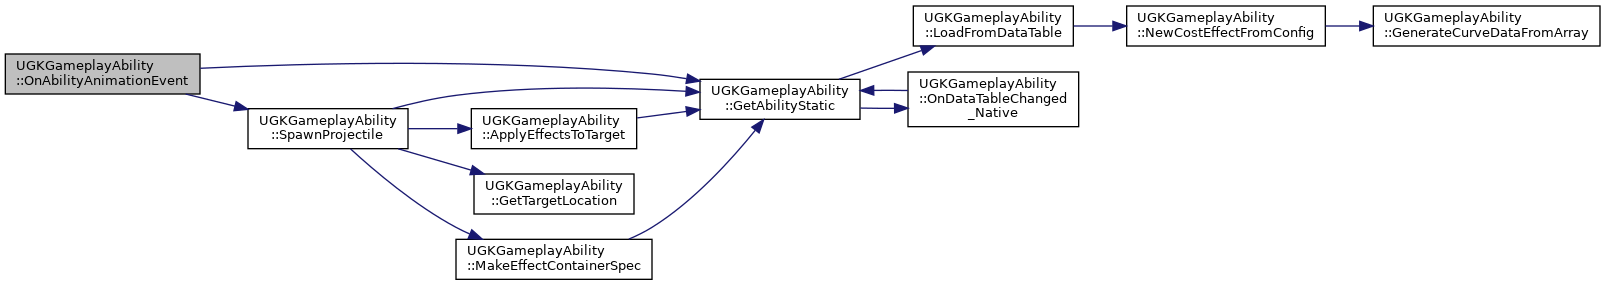 UGKGameplayAbility
::OnAbilityAnimationEvent
UGKGameplayAbility
::SpawnProjectile
UGKGameplayAbility
::ApplyEffectsToTarget
UGKGameplayAbility
::GetTargetLocation
UGKGameplayAbility
::MakeEffectContainerSpec
UGKGameplayAbility
::GetAbilityStatic
UGKGameplayAbility
::LoadFromDataTable
UGKGameplayAbility
::OnDataTableChanged
_Native
UGKGameplayAbility
::NewCostEffectFromConfig
UGKGameplayAbility
::GenerateCurveDataFromArray